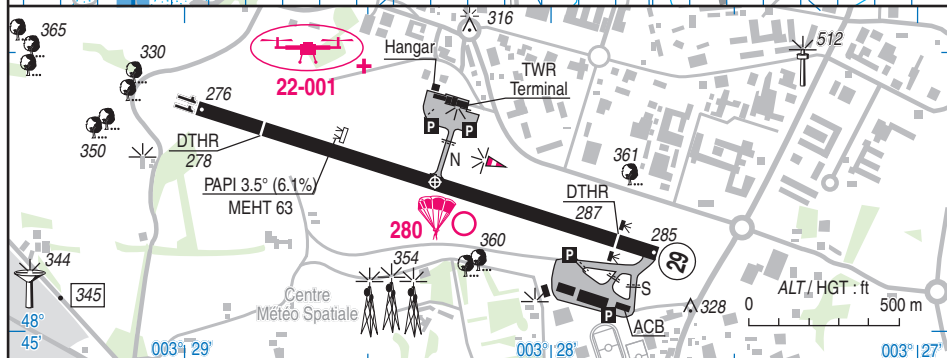 365
330
22-001
+
316
Hangar
TWR
Terminal
512
276
DTHR
278
350
P
P
N
PAPI 3.5° (6.1%)
MEHT 63
361
DTHR
287
285
29
280
360
P
344
345
354
Centre
Météo Spatiale
S
P
ACB
328
ALT / HGT : ft
0
500 m
48°
45'
003° 29'
003° 28'
003° 27'